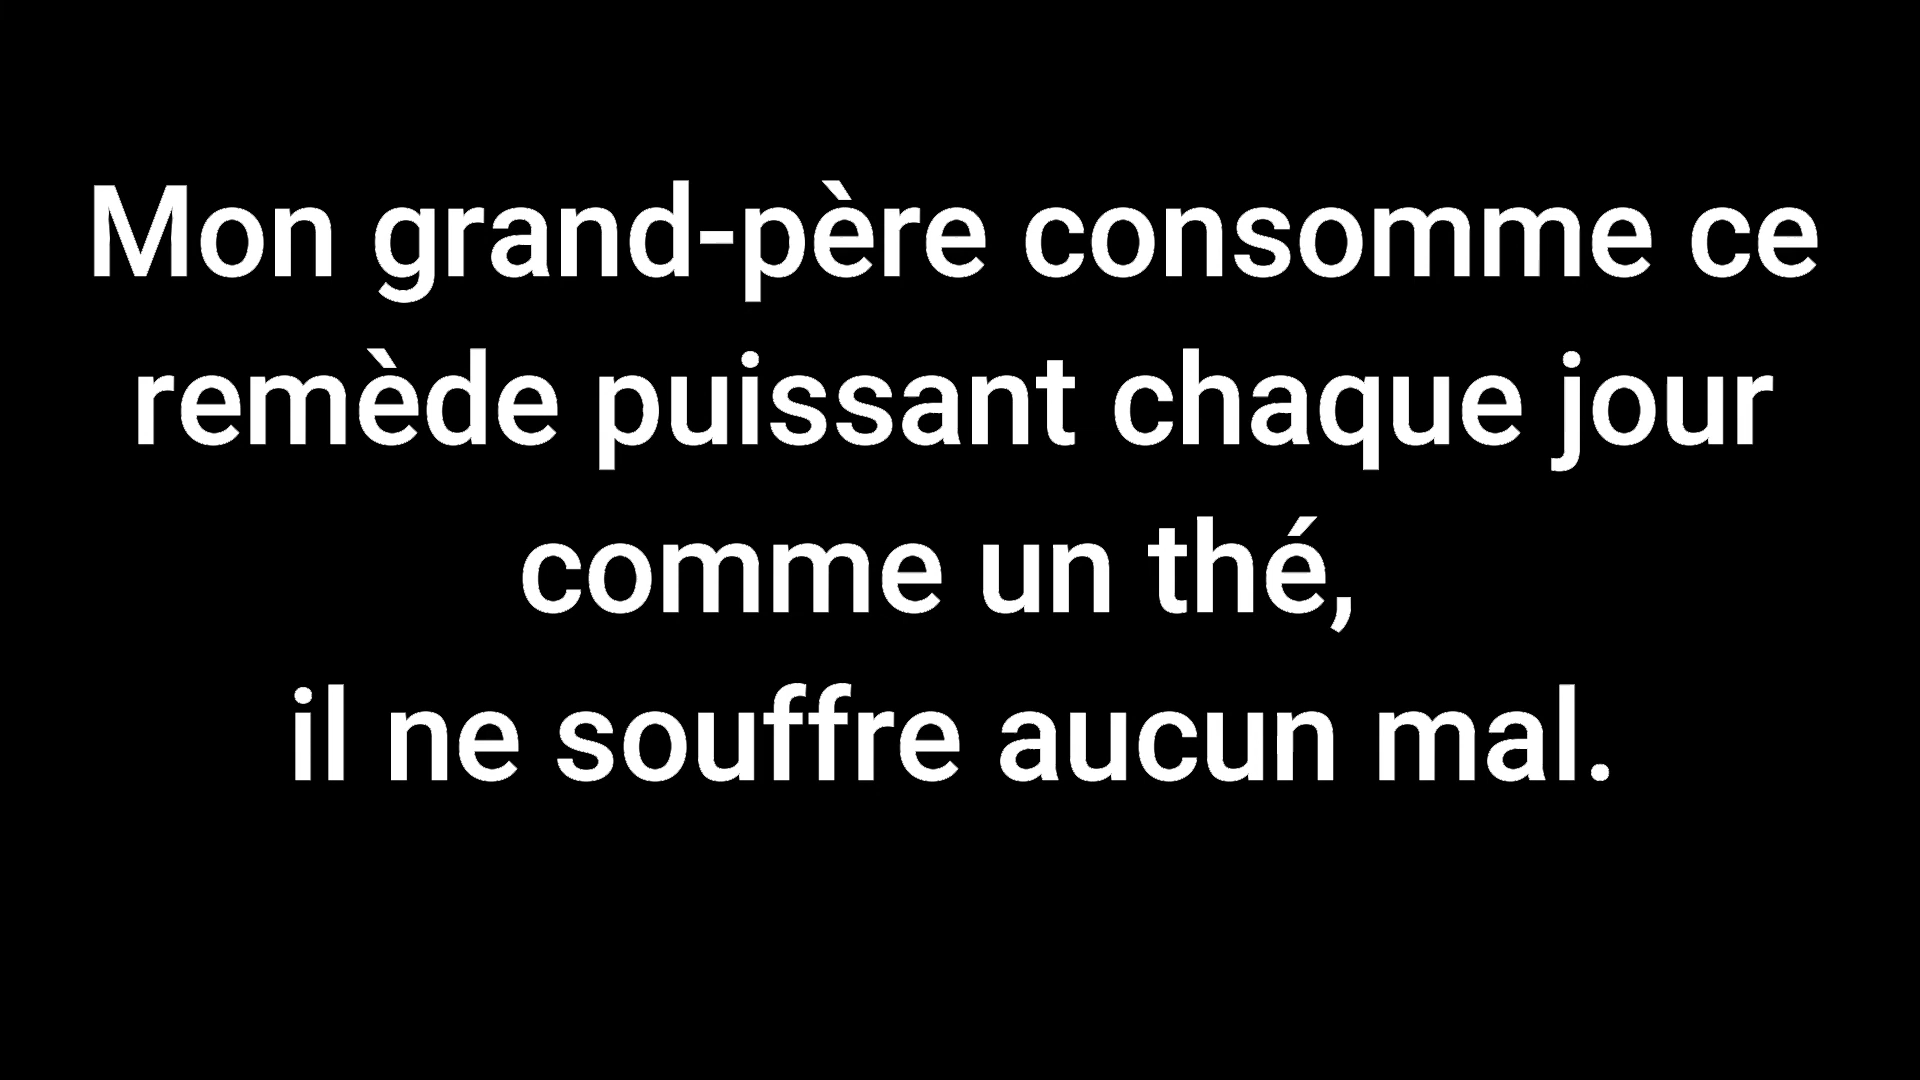 Mon grand-père consomme ce
remède puissant chaque jour
comme un thé,
il ne souffre aucun mal.